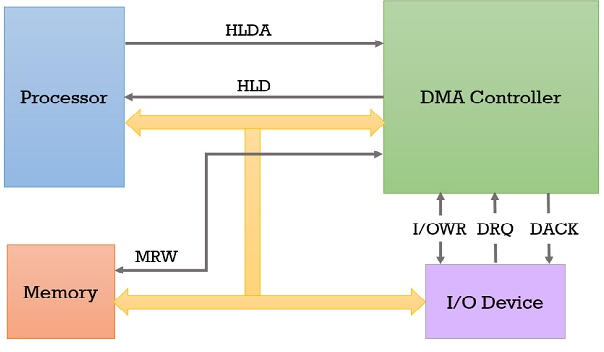 HLDA
Processor
HLD
DMA Controller
I/OWR DRQ DACK
MRW
Memory
I/O Device